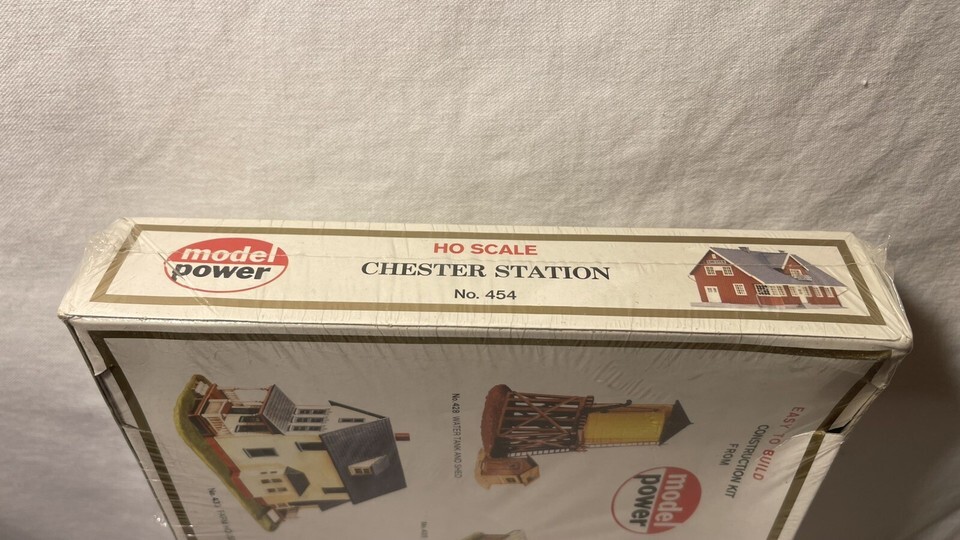 model
power
HO SCALE
CHESTER STATION
No. 454
EASY TO BUILD
CONSTRUCTION KIT
FROM
model
power
No. 428 WATER TANK AND SHED